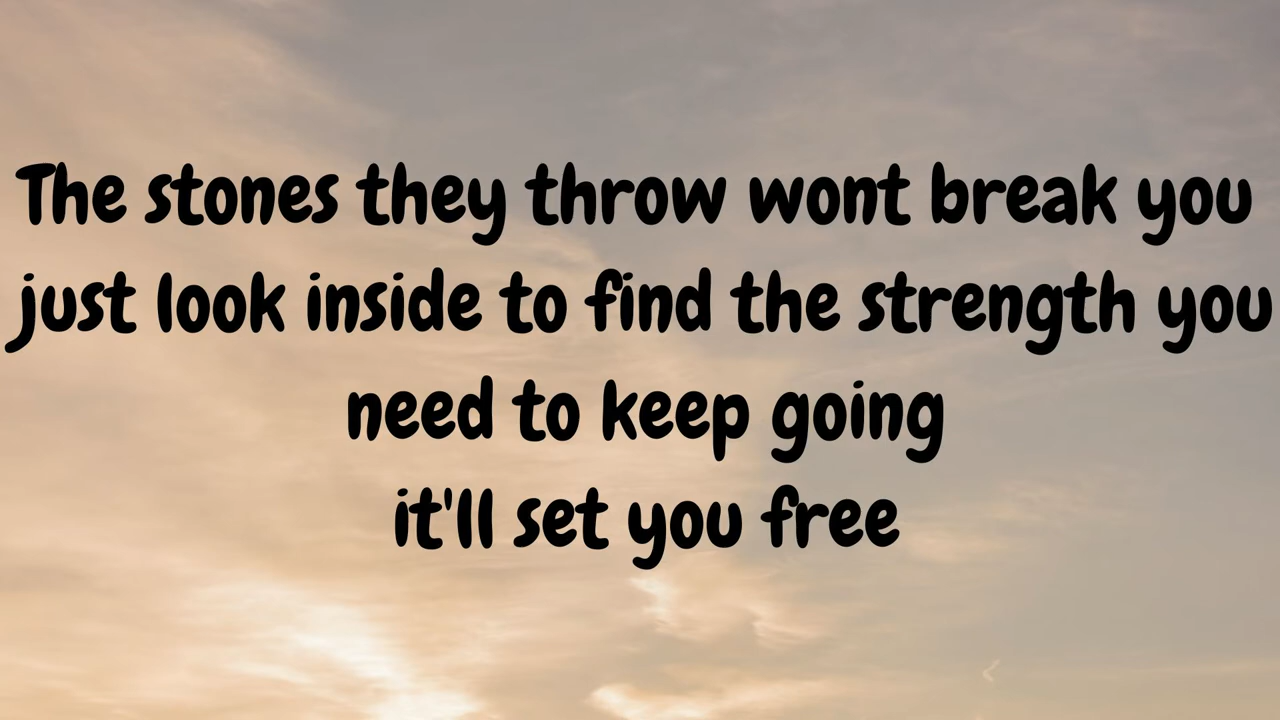 The stones they throw wont break you
just look inside to find the strength you
need to keep going
it'll set you free